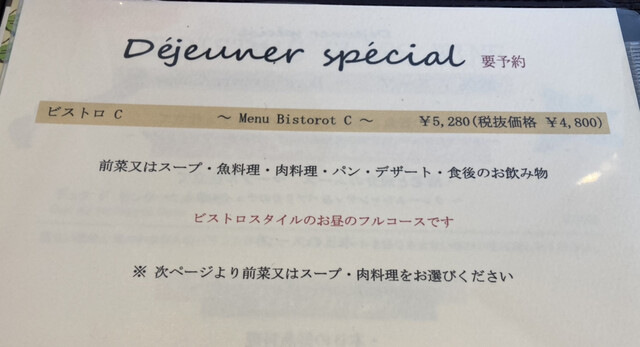 Déjeuner spécial 要予約
ビストロ C ～ Menu Bistorot C ～ ￥5,280(税抜価格 ￥4,800)
前菜又はスープ・魚料理・肉料理・パン・デザート・食後のお飲み物
ビストロスタイルのお昼のフルコースです
※ 次ページより前菜又はスープ・肉料理をお選びください